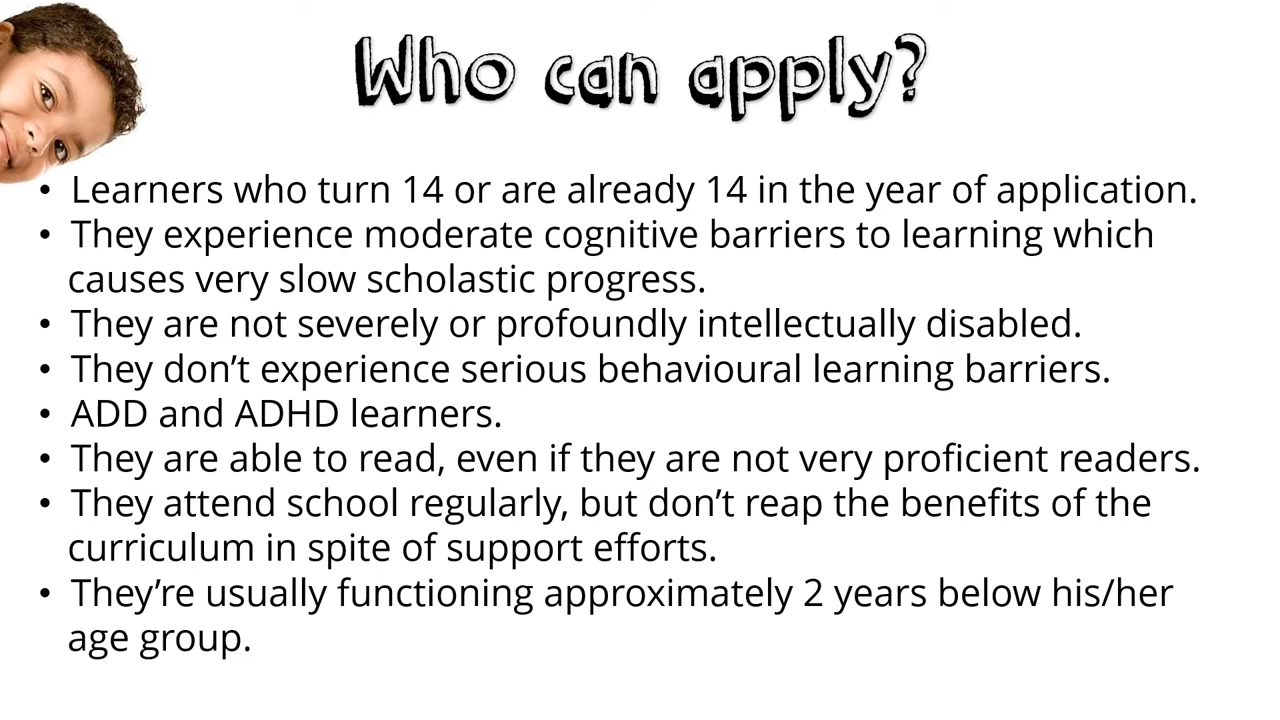 Who can apply?
• Learners who turn 14 or are already 14 in the year of application.
• They experience moderate cognitive barriers to learning which
causes very slow scholastic progress.
• They are not severely or profoundly intellectually disabled.
• They don’t experience serious behavioural learning barriers.
• ADD and ADHD learners.
• They are able to read, even if they are not very proficient readers.
• They attend school regularly, but don’t reap the benefits of the
curriculum in spite of support efforts.
• They’re usually functioning approximately 2 years below his/her
age group.